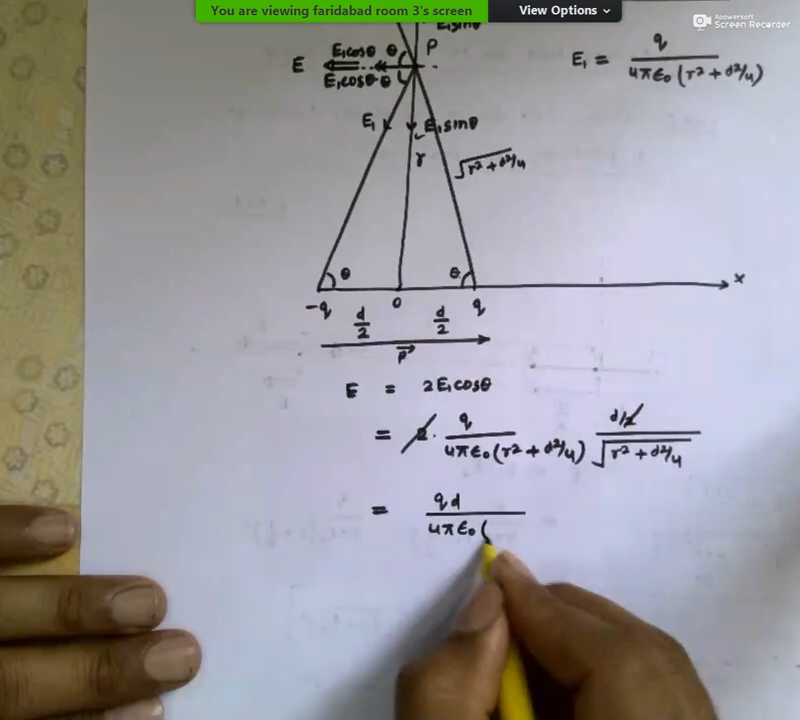 You are viewing faridabad room 3's screen View Options
Apowersoft
Screen Recorder
E₁sinθ
E₁cosθ θ P
E
E₁cosθ θ
E₁ = q / 4πε₀(r² + d²/4)
E₁ E₁sinθ
r √r² + d²/4
θ θ
x
-q O q
d/2 d/2
p⃗
E = 2E₁cosθ
= 2 . q / 4πε₀(r² + d²/4) d/2 / √r² + d²/4
= qd / 4πε₀(